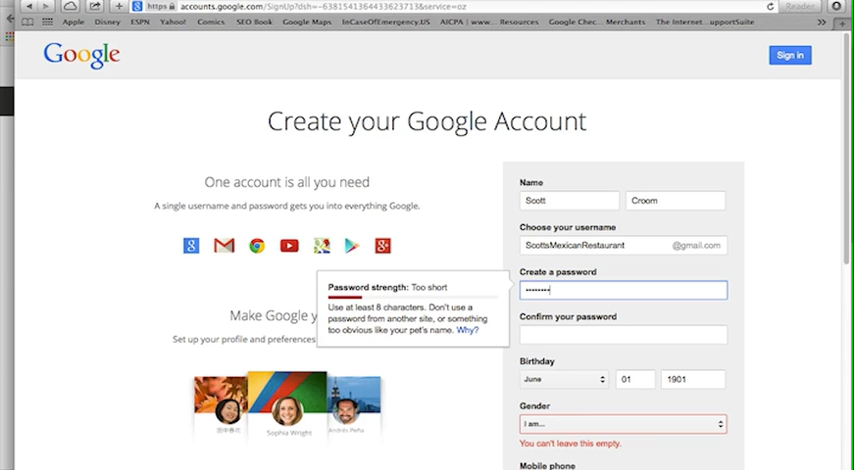 https accounts.google.com/SignUp?dsh=-6381541364433623713&service=oz
Reader
Apple Disney ESPN Yahoo! Comics SEO Book Google Maps InCaseOfEmergency.US AICPA | ... Resources Google Chec... Merchants The Internet...upportSuite
Google
Sign in
Create your Google Account
One account is all you need
A single username and password gets you into everything Google.
Make Google y
Set up your profile and preferences
Sophia Wright
Andrés Peña
Name
Scott Croom
Choose your username
ScottsMexicanRestaurant @gmail.com
Create a password
Password strength: Too short
Use at least 8 characters. Don't use a
password from another site, or something
too obvious like your pet's name. Why?
Confirm your password
Birthday
June 01 1901
Gender
I am...
You can't leave this empty.
Mobile phone